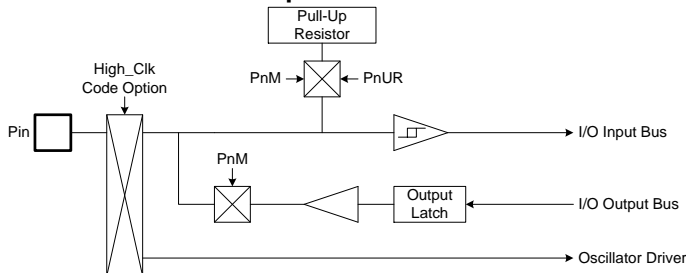 Pull-Up
Resistor
High_Clk
Code Option
PnM
PnUR
Pin
I/O Input Bus
PnM
Output
Latch
I/O Output Bus
Oscillator Driver